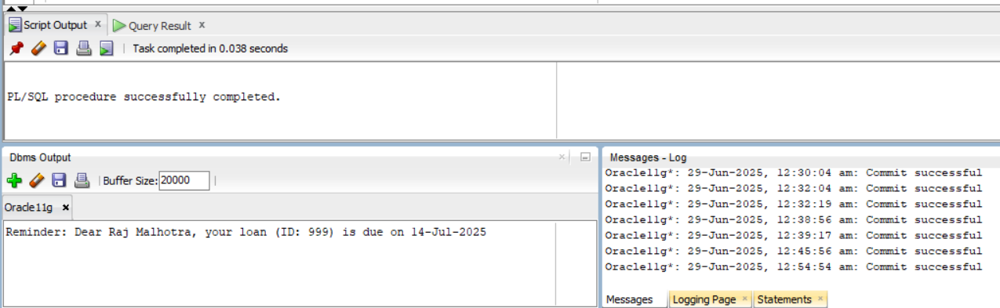 Script Output x Query Result x
Task completed in 0.038 seconds
PL/SQL procedure successfully completed.
Dbms Output
Buffer Size: 20000
Oracle11g x
Reminder: Dear Raj Malhotra, your loan (ID: 999) is due on 14-Jul-2025
Messages - Log
Oracle11g*: 29-Jun-2025, 12:30:04 am: Commit successful
Oracle11g*: 29-Jun-2025, 12:32:04 am: Commit successful
Oracle11g*: 29-Jun-2025, 12:32:19 am: Commit successful
Oracle11g*: 29-Jun-2025, 12:38:56 am: Commit successful
Oracle11g*: 29-Jun-2025, 12:39:17 am: Commit successful
Oracle11g*: 29-Jun-2025, 12:45:56 am: Commit successful
Oracle11g*: 29-Jun-2025, 12:54:54 am: Commit successful
Messages Logging Page x Statements x